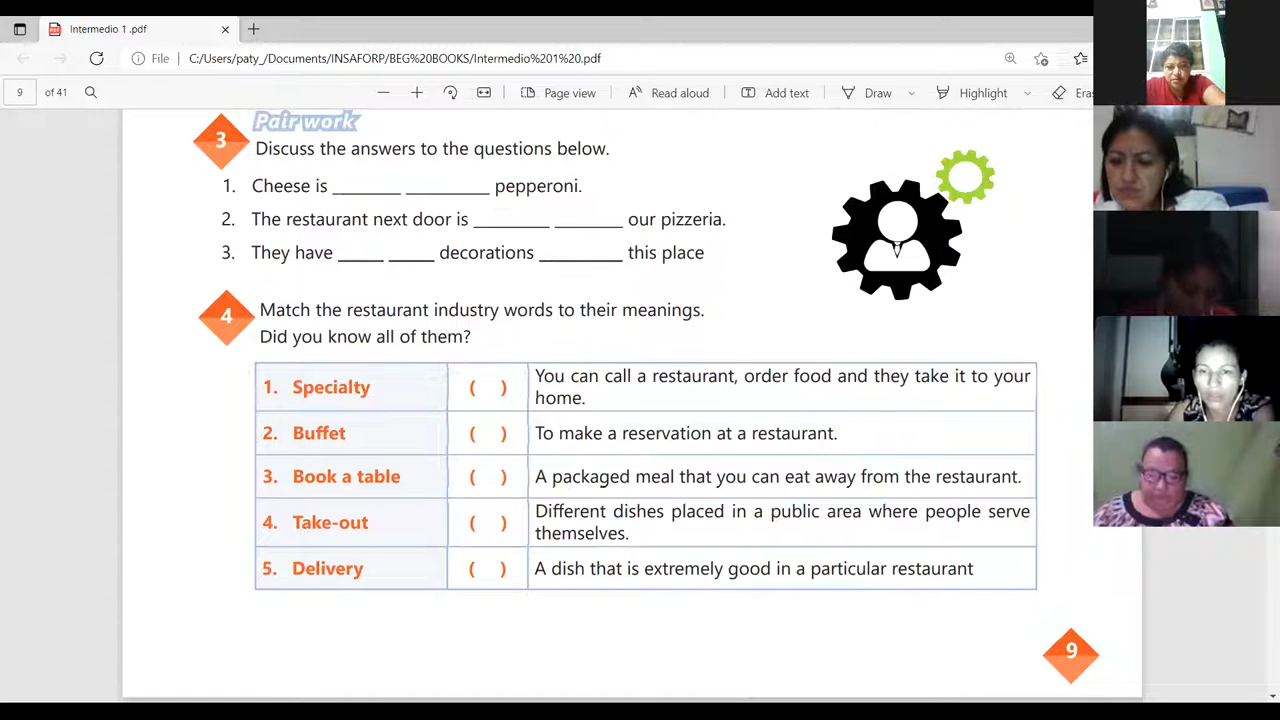 Intermedio 1 .pdf
File C:/Users/paty_/Documents/INSAFORP/BEG%20BOOKS/Intermedio%201%20.pdf
9 of 41 Page view Read aloud Add text Draw Highlight
Pair work
3
Discuss the answers to the questions below.
1. Cheese is ________ __________ pepperoni.
2. The restaurant next door is _________ ________ our pizzeria.
3. They have _____ _____ decorations __________ this place
4 Match the restaurant industry words to their meanings.
Did you know all of them?
1. Specialty ( ) You can call a restaurant, order food and they take it to your
home.
2. Buffet ( ) To make a reservation at a restaurant.
3. Book a table ( ) A packaged meal that you can eat away from the restaurant.
4. Take-out ( ) Different dishes placed in a public area where people serve
themselves.
5. Delivery ( ) A dish that is extremely good in a particular restaurant
9